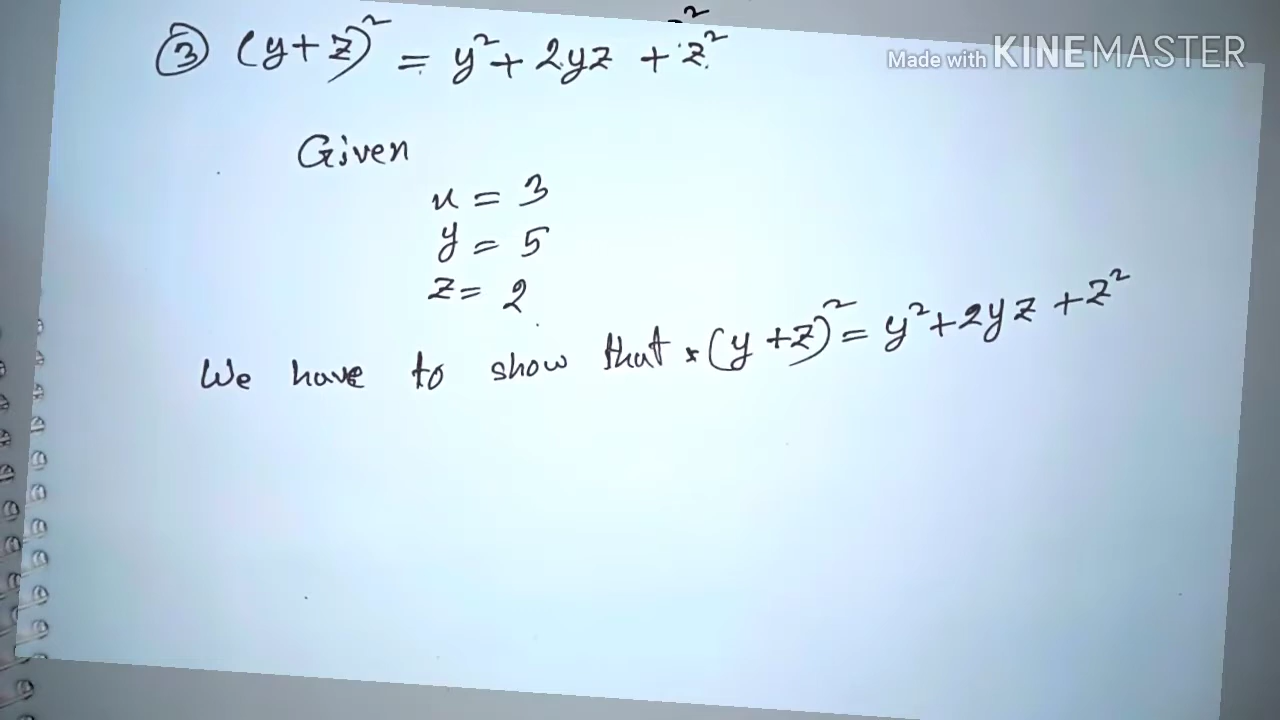 ③ (y+z)² = y² + 2yz + z²
Made with KINEMASTER
Given
x = 3
y = 5
z = 2
We have to show that (y+z)² = y² + 2yz + z²